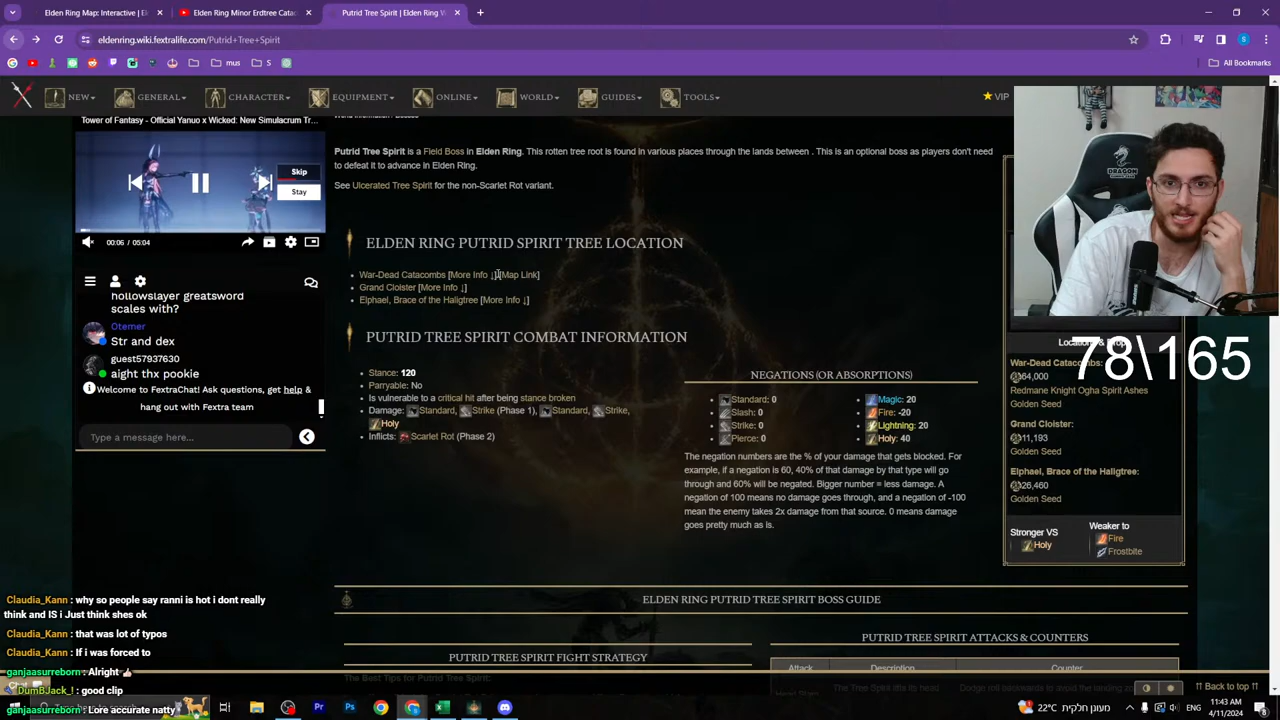 Elden Ring Map: Interactive |
Elden Ring Minor Erdtree Cata
Putrid Tree Spirit | Elden Ring W
eldenring.wiki.fextralife.com/Putrid+Tree+Spirit
mus
S
All Bookmarks
NEW
GENERAL
CHARACTER
EQUIPMENT
ONLINE
WORLD
GUIDES
TOOLS
VIP
Tower of Fantasy - Official Yanuo x Wicked: New Simulacrum Tr...
Skip
Stay
00:06 / 05:04
hollowslayer greatsword
scales with?
Otemer
Str and dex
guest57937630
aight thx pookie
Welcome to FextraChat! Ask questions, get help &
hang out with Fextra team
Type a message here...
Putrid Tree Spirit is a Field Boss in Elden Ring. This rotten tree root is found in various places through the lands between . This is an optional boss as players don't need
to defeat it to advance in Elden Ring.
See Ulcerated Tree Spirit for the non-Scarlet Rot variant.
ELDEN RING PUTRID SPIRIT TREE LOCATION
War-Dead Catacombs [More Info ↓][Map Link]
Grand Cloister [More Info ↓]
Elphael, Brace of the Haligtree [More Info ↓]
PUTRID TREE SPIRIT COMBAT INFORMATION
Stance: 120
Parryable: No
Is vulnerable to a critical hit after being stance broken
Damage: Standard, Strike (Phase 1), Standard, Strike,
Holy
Inflicts: Scarlet Rot (Phase 2)
NEGATIONS (OR ABSORPTIONS)
Standard: 0
Slash: 0
Strike: 0
Pierce: 0
Magic: 20
Fire: -20
Lightning: 20
Holy: 40
The negation numbers are the % of your damage that gets blocked. For
example, if a negation is 60, 40% of that damage by that type will go
through and 60% will be negated. Bigger number = less damage. A
negation of 100 means no damage goes through, and a negation of -100
mean the enemy takes 2x damage from that source. 0 means damage
goes pretty much as is.
78\165
War-Dead Catacombs:
64,000
Redmane Knight Ogha Spirit Ashes
Golden Seed
Grand Cloister:
11,193
Golden Seed
Elphael, Brace of the Haligtree:
26,460
Golden Seed
Stronger VS
Holy
Weaker to
Fire
Frostbite
ELDEN RING PUTRID TREE SPIRIT BOSS GUIDE
PUTRID TREE SPIRIT FIGHT STRATEGY
The Best Tips for Putrid Tree Spirit:
PUTRID TREE SPIRIT ATTACKS & COUNTERS
Attack
Description
Counter
Back to top
Claudia_Kann : why so people say ranni is hot i dont really
think and IS i Just think shes ok
Claudia_Kann : that was lot of typos
Claudia_Kann : If i was forced to
ganjaasurreborn : Alright
DumBJack_! : good clip
ganjaasurreborn : Lore accurate natty
22°C מעונן חלקית
ENG
11:43 AM
4/11/2024
8